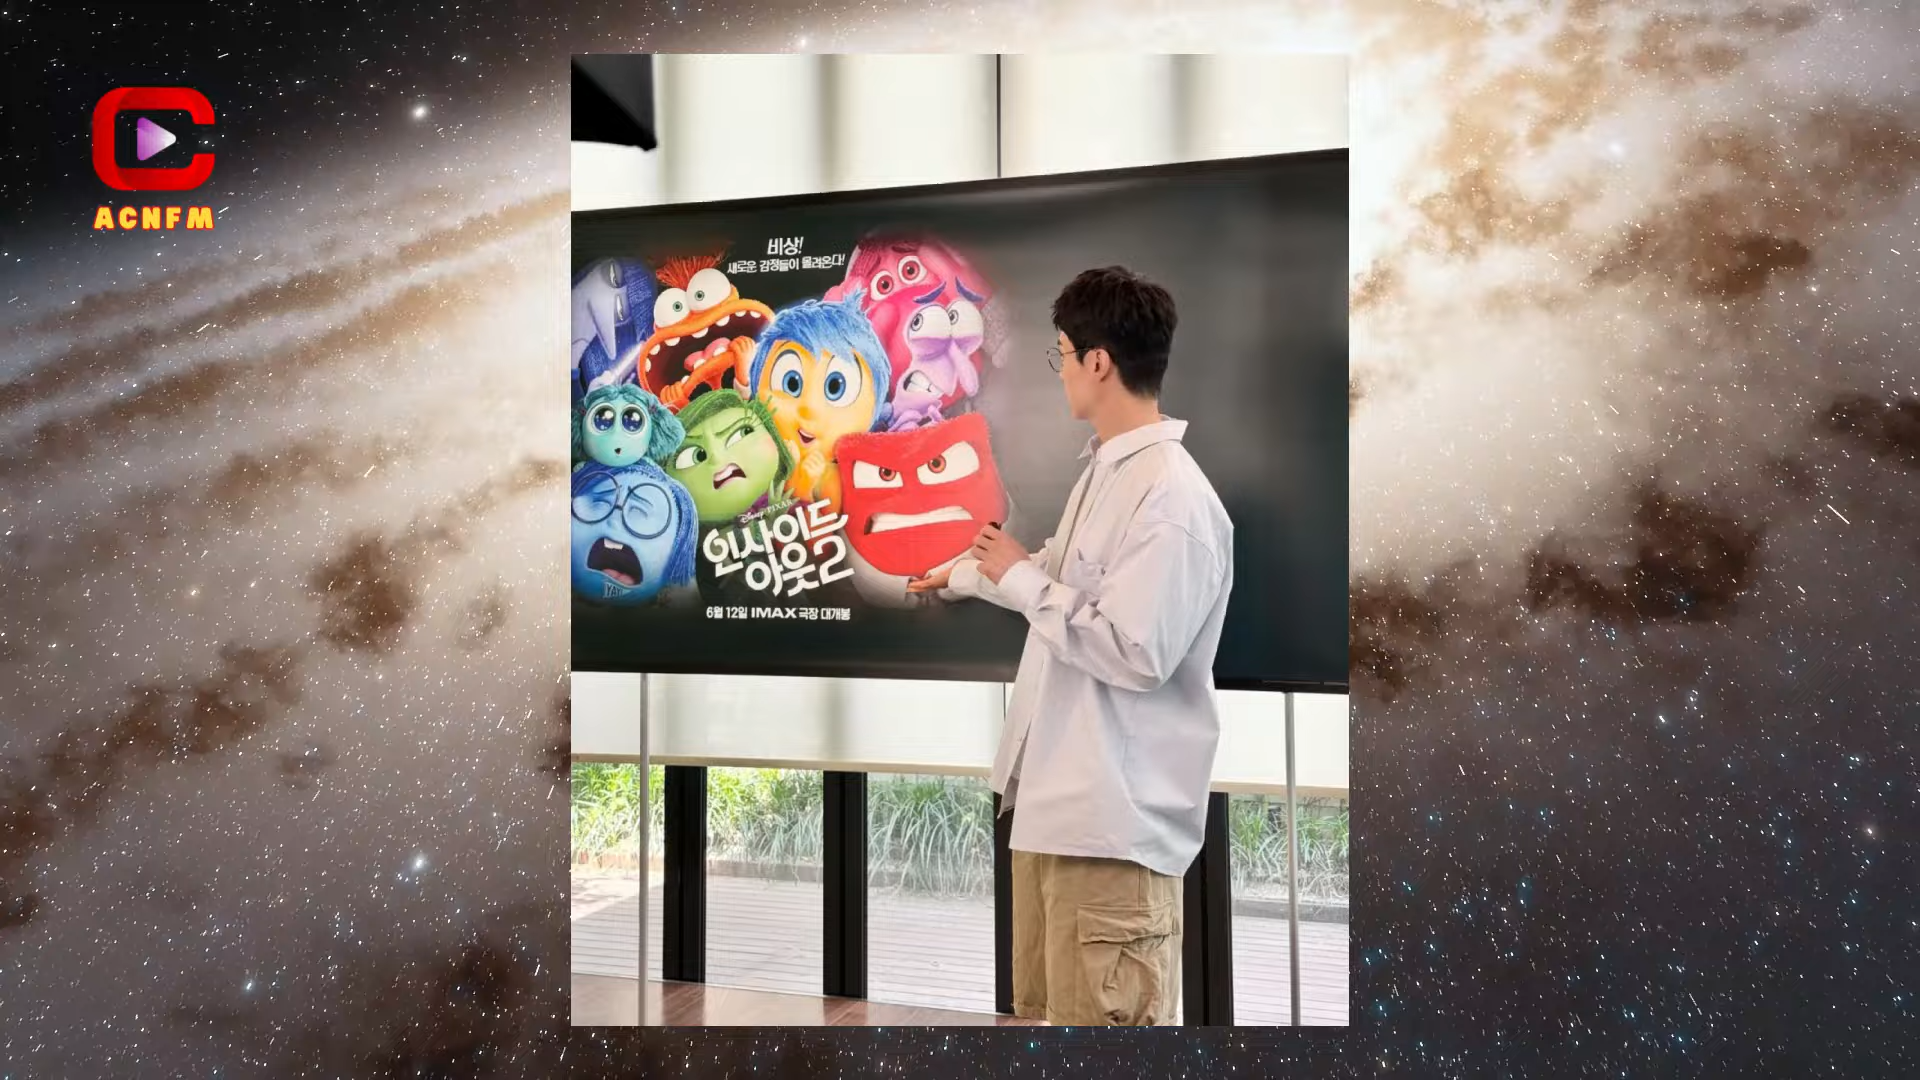 ACNFM
비상!
새로운 감정들이 몰려온다!
Disney PIXAR
인사이드
아웃2
6월 12일 IMAX 극장 대개봉